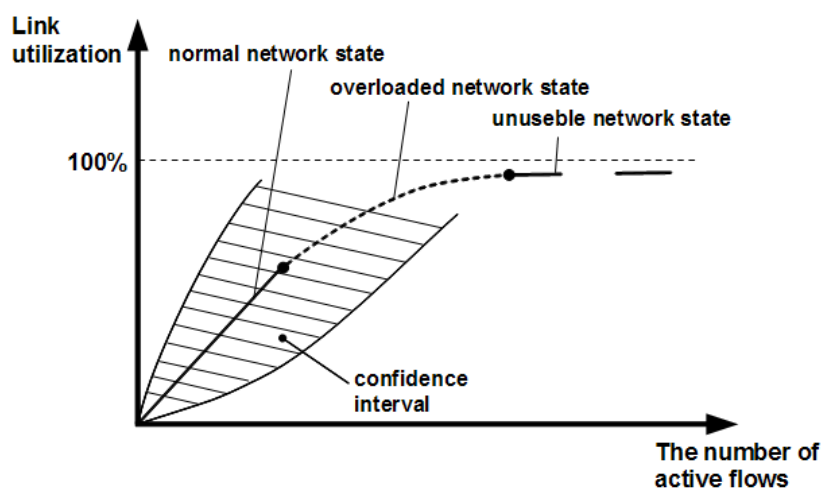 Link
utilization
normal network state
overloaded network state
unuseble network state
100%
confidence
interval
The number of
active flows